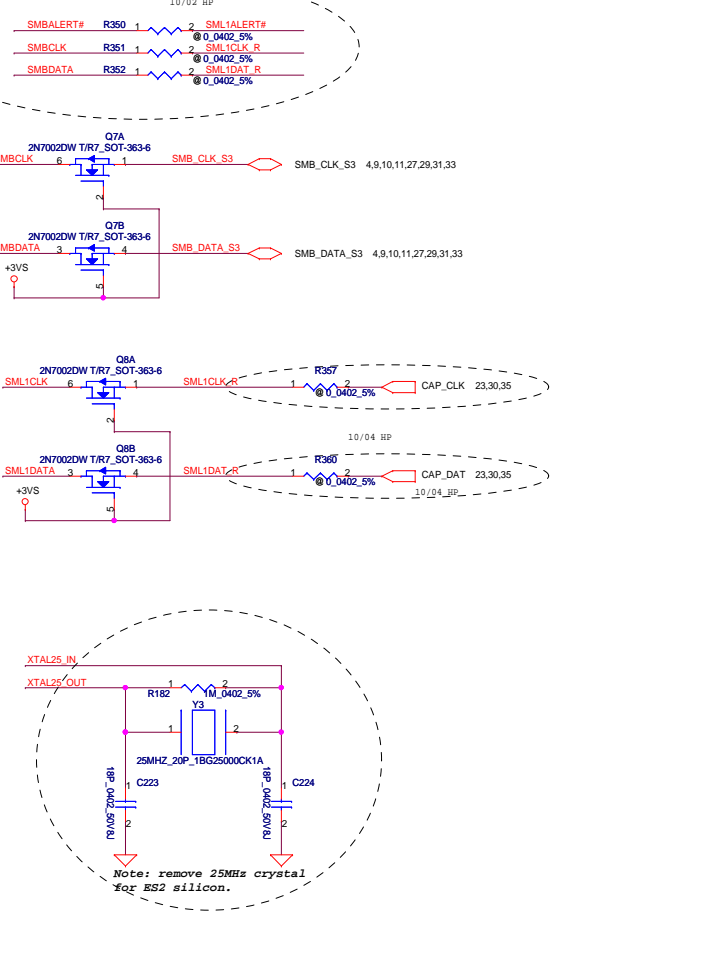 10/02 HP
SMBALERT# R350 1 2 SML1ALERT#
@ 0_0402_5%
SMBCLK R351 1 2 SML1CLK_R
@ 0_0402_5%
SMBDATA R352 1 2 SML1DAT_R
@ 0_0402_5%
Q7A
2N7002DW T/R7_SOT-363-6
MBCLK 6 1 SMB_CLK_S3 SMB_CLK_S3 4,9,10,11,27,29,31,33
2
Q7B
2N7002DW T/R7_SOT-363-6
MBDATA 3 4 SMB_DATA_S3 SMB_DATA_S3 4,9,10,11,27,29,31,33
+3VS
5
Q8A
2N7002DW T/R7_SOT-363-6
R357
SML1CLK 6 1 SML1CLK_R 1 2 CAP_CLK 23,30,35
@ 0_0402_5%
2
10/04 HP
Q8B
2N7002DW T/R7_SOT-363-6
R360
SML1DATA 3 4 SML1DAT_R 1 2 CAP_DAT 23,30,35
@ 0_0402_5%
+3VS
10/04 HP
5
XTAL25_IN
XTAL25_OUT
1 2
R182 1M_0402_5%
Y3
1 2
25MHZ_20P_1BG25000CK1A
18P_0402_50V8J 1 C223 2
18P_0402_50V8J 1 C224 2
Note: remove 25MHz crystal
for ES2 silicon.